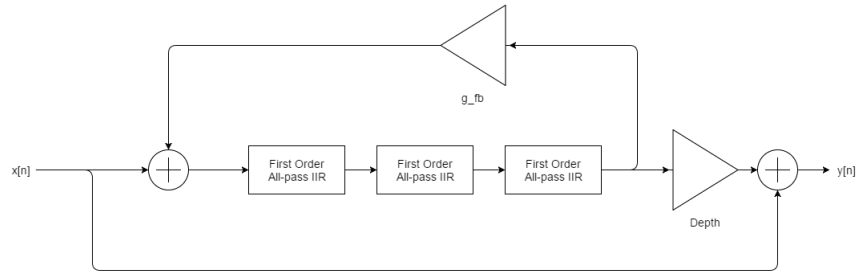 g_fb
x[n]
First Order
All-pass IIR
First Order
All-pass IIR
First Order
All-pass IIR
y[n]
Depth